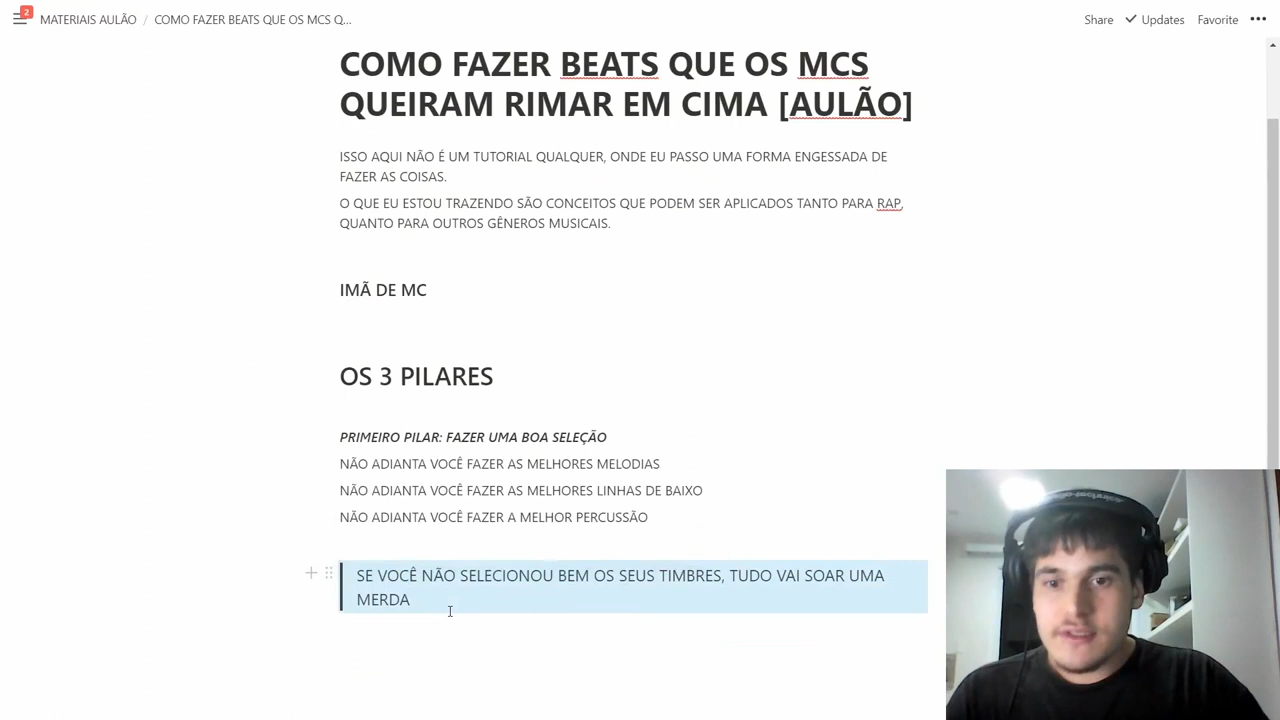 2
MATERIAIS AULÃO / COMO FAZER BEATS QUE OS MCS Q...
Share Updates Favorite
COMO FAZER BEATS QUE OS MCS
QUEIRAM RIMAR EM CIMA [AULÃO]
ISSO AQUI NÃO É UM TUTORIAL QUALQUER, ONDE EU PASSO UMA FORMA ENGESSADA DE
FAZER AS COISAS.
O QUE EU ESTOU TRAZENDO SÃO CONCEITOS QUE PODEM SER APLICADOS TANTO PARA RAP,
QUANTO PARA OUTROS GÊNEROS MUSICAIS.
IMÃ DE MC
OS 3 PILARES
PRIMEIRO PILAR: FAZER UMA BOA SELEÇÃO
NÃO ADIANTA VOCÊ FAZER AS MELHORES MELODIAS
NÃO ADIANTA VOCÊ FAZER AS MELHORES LINHAS DE BAIXO
NÃO ADIANTA VOCÊ FAZER A MELHOR PERCUSSÃO
SE VOCÊ NÃO SELECIONOU BEM OS SEUS TIMBRES, TUDO VAI SOAR UMA
MERDA